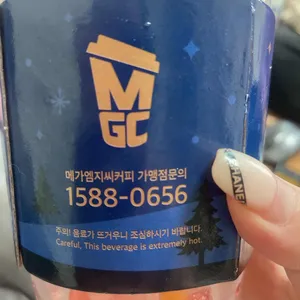 M
GC
메가엠지씨커피 가맹점문의
1588-0656
주의! 음료가 뜨거우니 조심하시기 바랍니다.
Careful, This beverage is extremely hot.
CHANEL